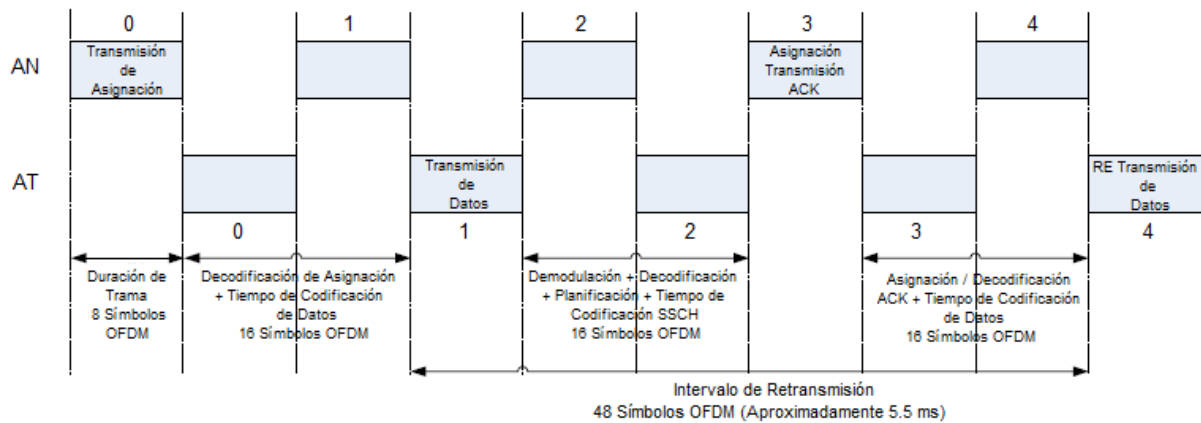 0 1 2 3 4
AN
Transmisión
de
Asignación
Asignación
Transmisión
ACK
AT
Transmisión
de
Datos
RE Transmisión
de
Datos
0 1 2 3 4
Duración de
Trama
8 Símbolos
OFDM
Decodificación de Asignación
+ Tiempo de Codificación
de Datos
16 Símbolos OFDM
Demodulación + Decodificación
+ Planificación + Tiempo de
Codificación SSCH
16 Símbolos OFDM
Asignación / Decodificación
ACK + Tiempo de Codificación
de Datos
16 Símbolos OFDM
Intervalo de Retransmisión
48 Símbolos OFDM (Aproximadamente 5.5 ms)